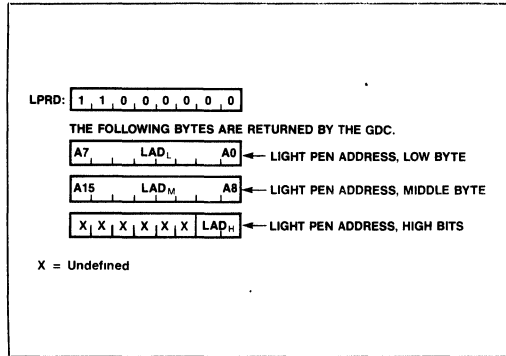 LPRD: 1 1 0 0 0 0 0 0
THE FOLLOWING BYTES ARE RETURNED BY THE GDC.
A7 LADL A0 LIGHT PEN ADDRESS, LOW BYTE
A15 LADM A8 LIGHT PEN ADDRESS, MIDDLE BYTE
X X X X X X LADH LIGHT PEN ADDRESS, HIGH BITS
X = Undefined